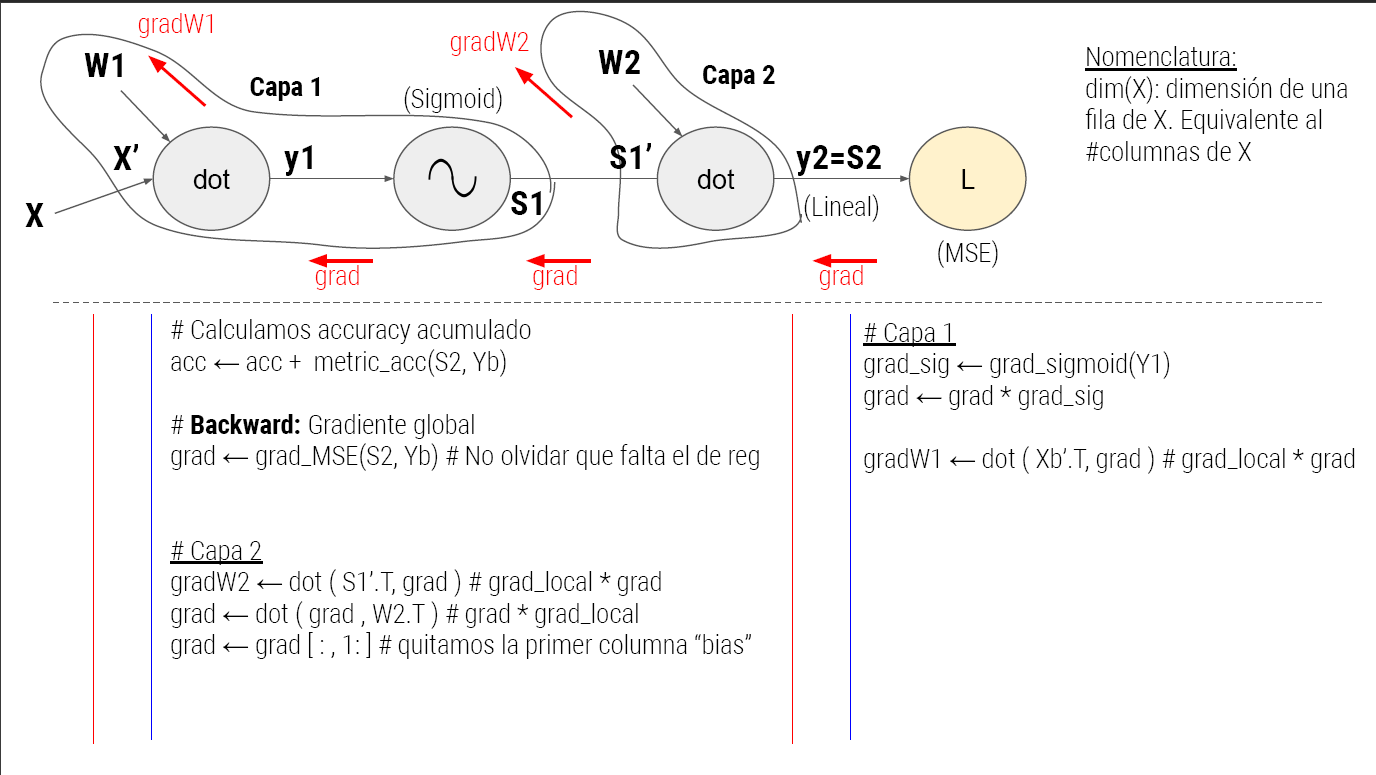 gradW1
gradW2
W1
W2
Capa 1
Capa 2
(Sigmoid)
Nomenclatura:
dim(X): dimensión de una
fila de X. Equivalente al
#columnas de X
X’
dot
y1
S1’
dot
y2=S2
L
X
S1
(Lineal)
(MSE)
grad
grad
grad
# Calculamos accuracy acumulado
acc ← acc + metric_acc(S2, Yb)
# Backward: Gradiente global
grad ← grad_MSE(S2, Yb) # No olvidar que falta el de reg
# Capa 2
gradW2 ← dot ( S1’.T, grad ) # grad_local * grad
grad ← dot ( grad , W2.T ) # grad * grad_local
grad ← grad [ : , 1: ] # quitamos la primer columna “bias”
# Capa 1
grad_sig ← grad_sigmoid(Y1)
grad ← grad * grad_sig
gradW1 ← dot ( Xb’.T, grad ) # grad_local * grad